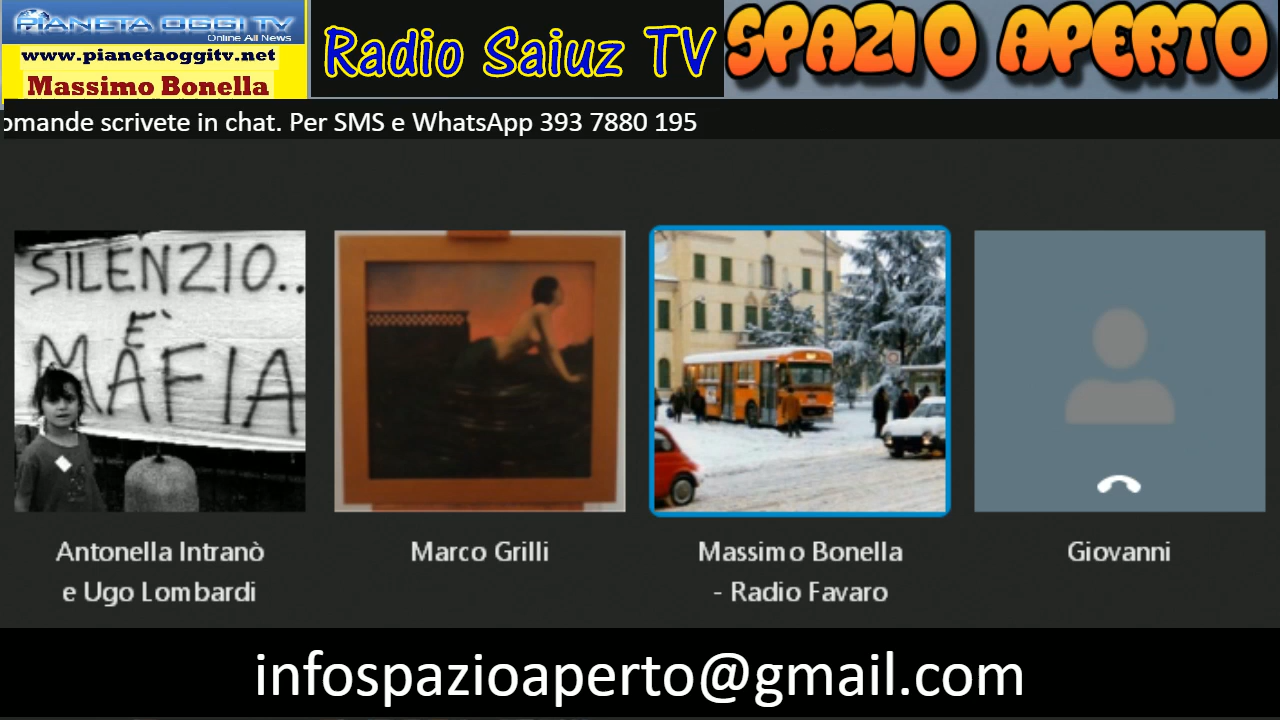 PIANETA OGGI TV
Online All News
www.pianetaoggitv.net
Massimo Bonella
Radio Saiuz TV
SPAZIO APERTO
omande scrivete in chat. Per SMS e WhatsApp 393 7880 195
SILENZIO..
E'
MAFIA
Antonella Intranò
e Ugo Lombardi
Marco Grilli
Massimo Bonella
- Radio Favaro
Giovanni
infospazioaperto@gmail.com